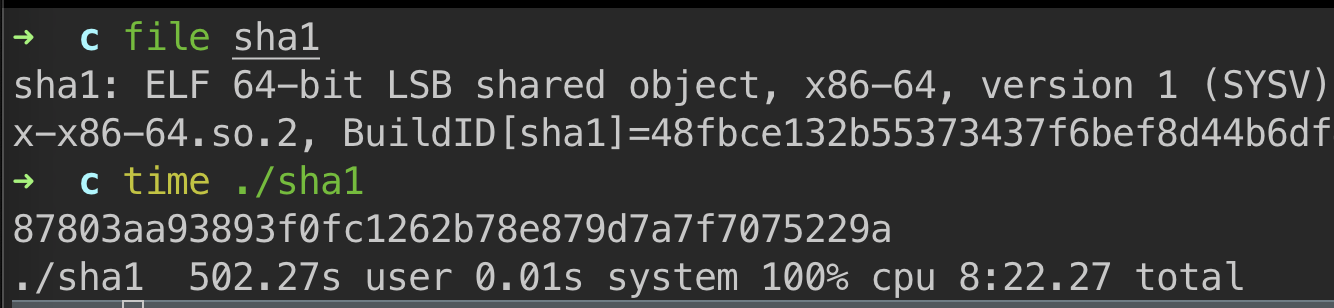 ➜ c file sha1
sha1: ELF 64-bit LSB shared object, x86-64, version 1 (SYSV)
x-x86-64.so.2, BuildID[sha1]=48fbce132b55373437f6bef8d44b6df
➜ c time ./sha1
87803aa93893f0fc1262b78e879d7a7f7075229a
./sha1 502.27s user 0.01s system 100% cpu 8:22.27 total